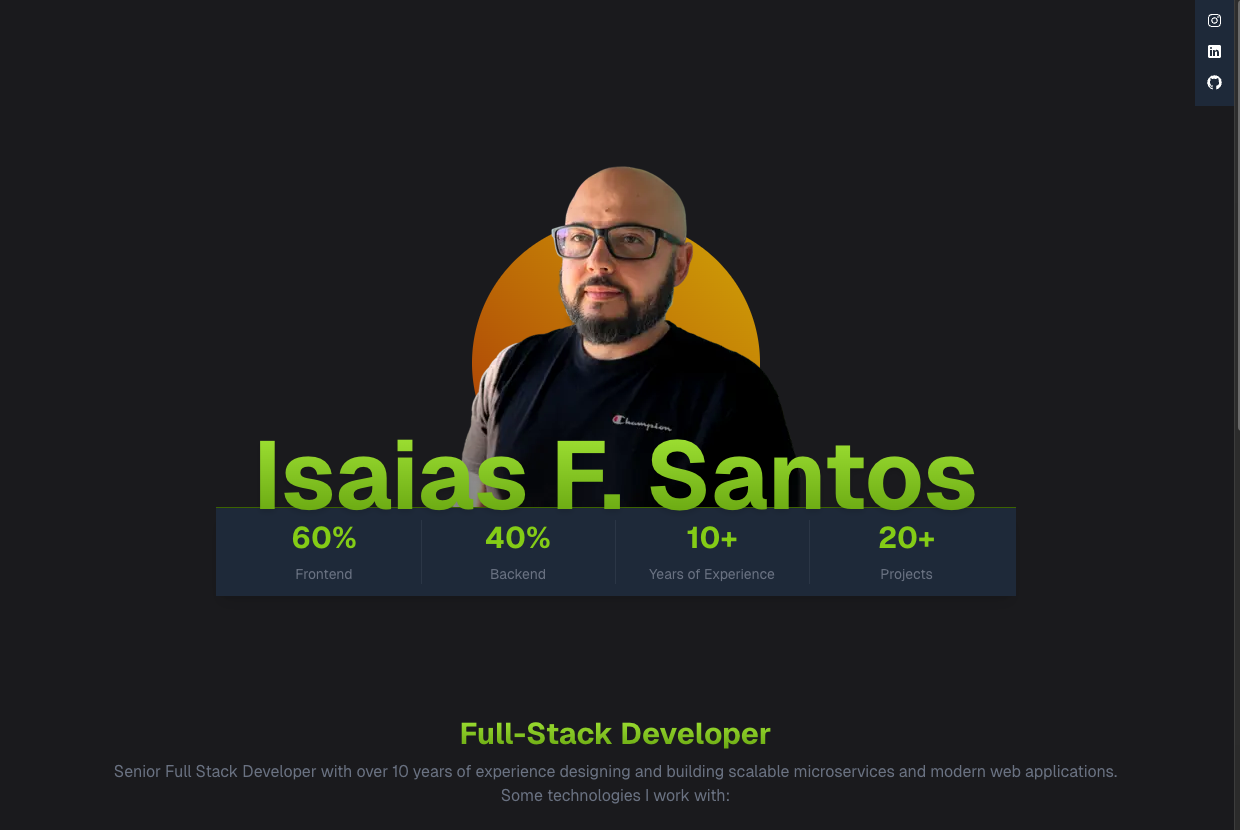 Champion
Isaias F. Santos
60%
Frontend
40%
Backend
10+
Years of Experience
20+
Projects
Full-Stack Developer
Senior Full Stack Developer with over 10 years of experience designing and building scalable microservices and modern web applications.
Some technologies I work with: